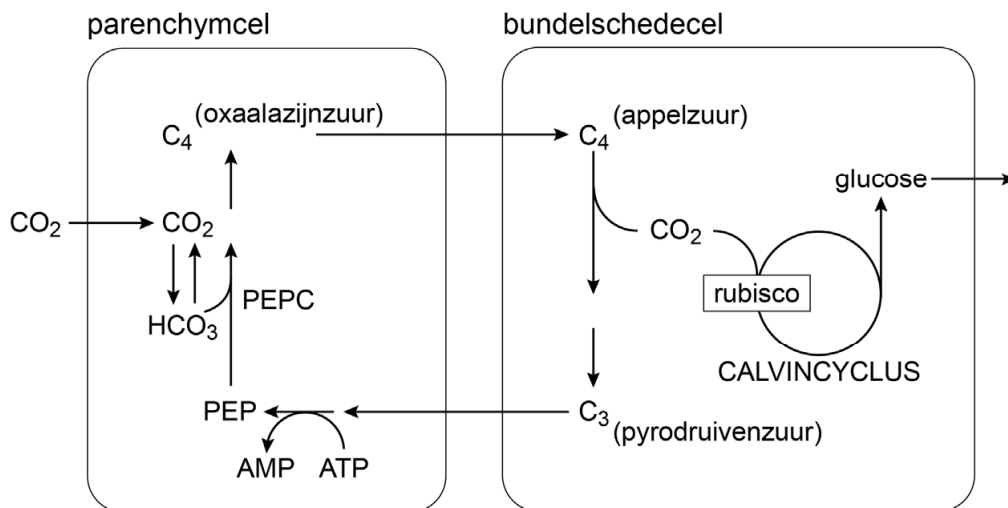 parenchymcel
bundelschedecel
C4 (oxaalazijnzuur)
C4 (appelzuur)
glucose
CO2
CO2
CO2
rubisco
HCO3
PEPC
CALVINCYCLUS
PEP
C3 (pyrodruivenzuur)
AMP
ATP